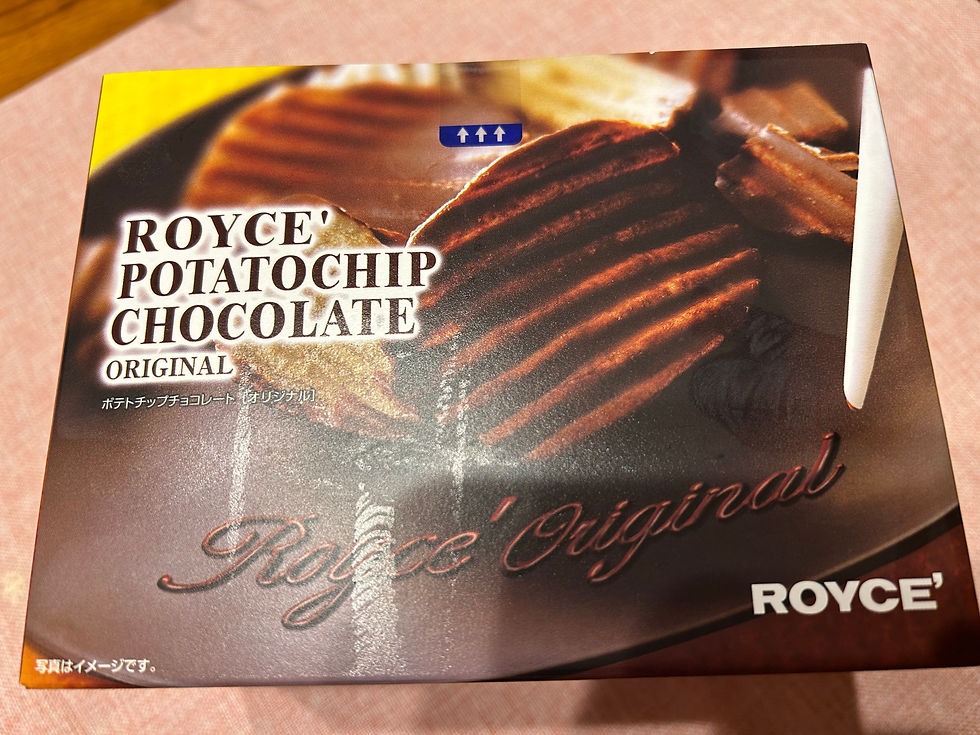 ROYCE'
POTATOCHIP
CHOCOLATE
ORIGINAL
ポテトチップチョコレート [オリジナル]
Royce' Original
ROYCE'
写真はイメージです。